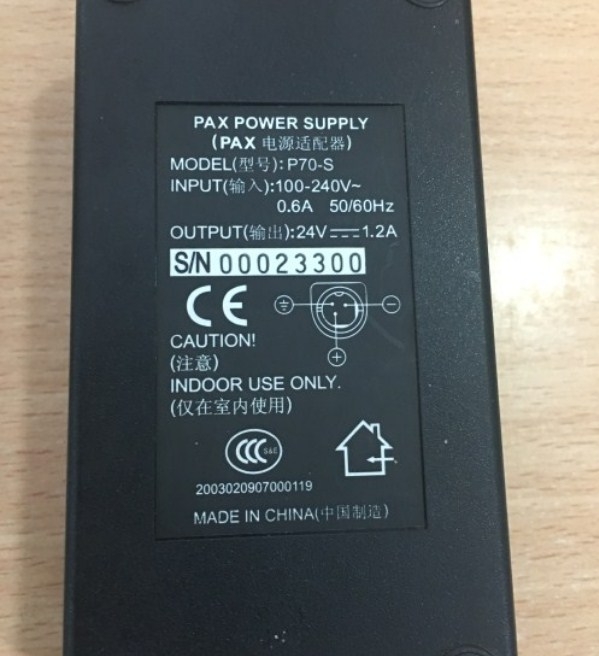 PAX POWER SUPPLY
(PAX 电源适配器)
MODEL(型号):P70-S
INPUT(输入):100-240V~
0.6A 50/60Hz
OUTPUT(输出):24V⎓1.2A
S/N 00023300
CE
CAUTION!
(注意)
INDOOR USE ONLY.
(仅在室内使用)
CCC S&E
2003020907000119
MADE IN CHINA(中国制造)